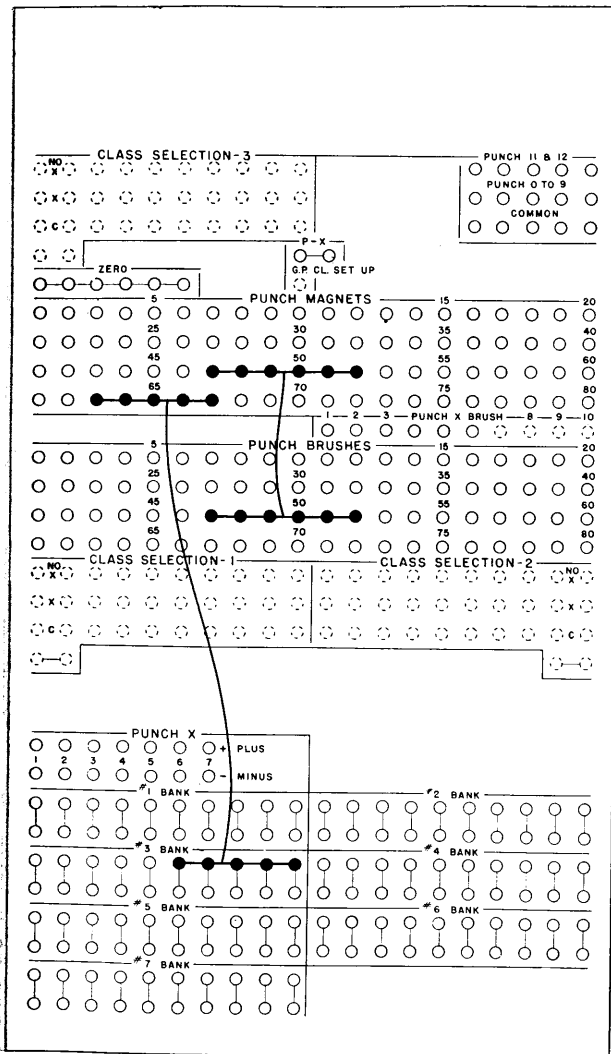 CLASS SELECTION-3
PUNCH 11 & 12
NO
X
PUNCH 0 TO 9
X
COMMON
C
P-X
ZERO
G.P. CL. SET UP
5 PUNCH MAGNETS 15 20
25 30 35 40
45 50 55 60
65 70 75 80
1 2 3 PUNCH X BRUSH 8 9 10
5 PUNCH BRUSHES 15 20
25 30 35 40
45 50 55 60
65 70 75 80
CLASS SELECTION-1 CLASS SELECTION-2
NO X NO X
X X
C C
PUNCH X
+ PLUS
1 2 3 4 5 6 7
- MINUS
#1 BANK #2 BANK
#3 BANK #4 BANK
#5 BANK #6 BANK
#7 BANK